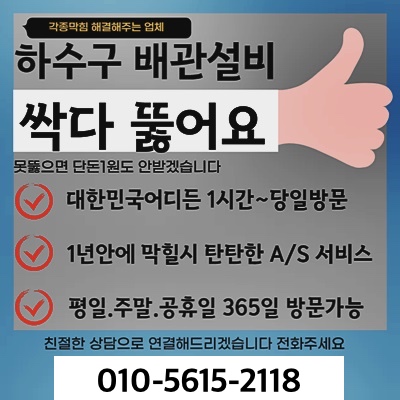 각종막힘 해결해주는 업체
하수구 배관설비
싹다 뚫어요
못뚫으면 단돈1원도 안받겠습니다
대한민국어디든 1시간~당일방문
1년안에 막힐시 탄탄한 A/S 서비스
평일.주말.공휴일 365일 방문가능
친절한 상담으로 연결해드리겠습니다 전화주세요
010-5615-2118